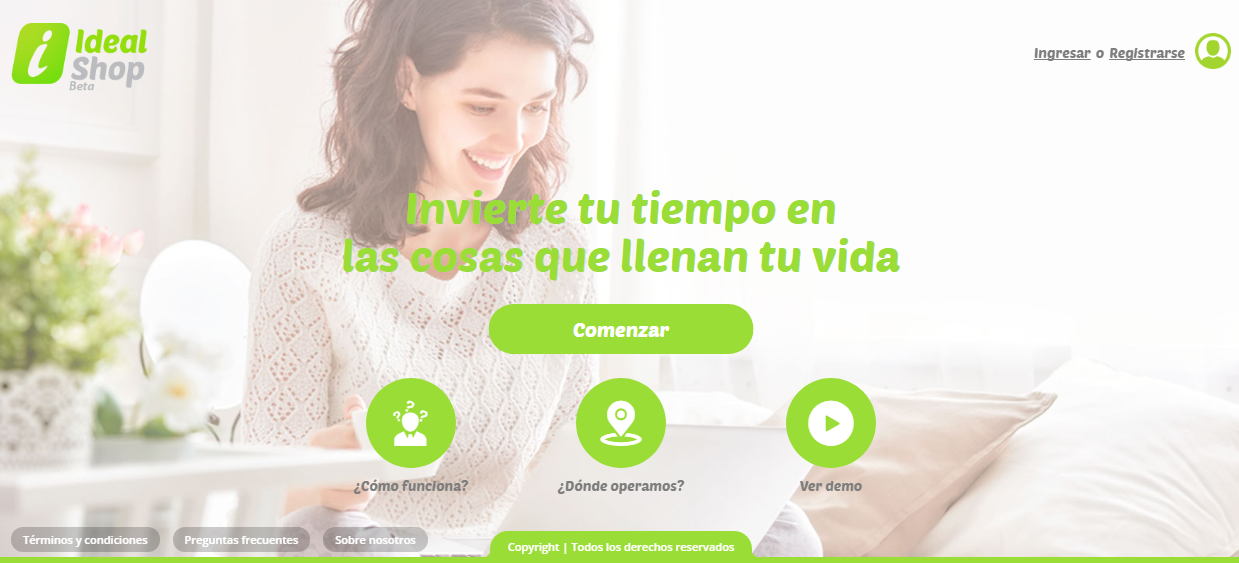 i
Ideal
Shop
Beta
Ingresar o Registrarse
Invierte tu tiempo en
las cosas que llenan tu vida
Comenzar
? ? ?
¿Cómo funciona?
¿Dónde operamos?
Ver demo
Términos y condiciones
Preguntas frecuentes
Sobre nosotros
Copyright | Todos los derechos reservados